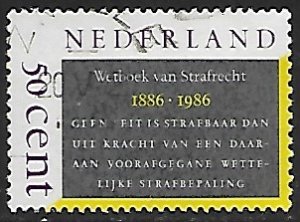 NEDERLAND
50 cent
Wetboek van Strafrecht
1886 · 1986
GEEN FEIT IS STRAFBAAR DAN
UIT KRACHT VAN EEN DAAR-
AAN VOORAFGEGANE WETTE-
LIJKE STRAFBEPALING